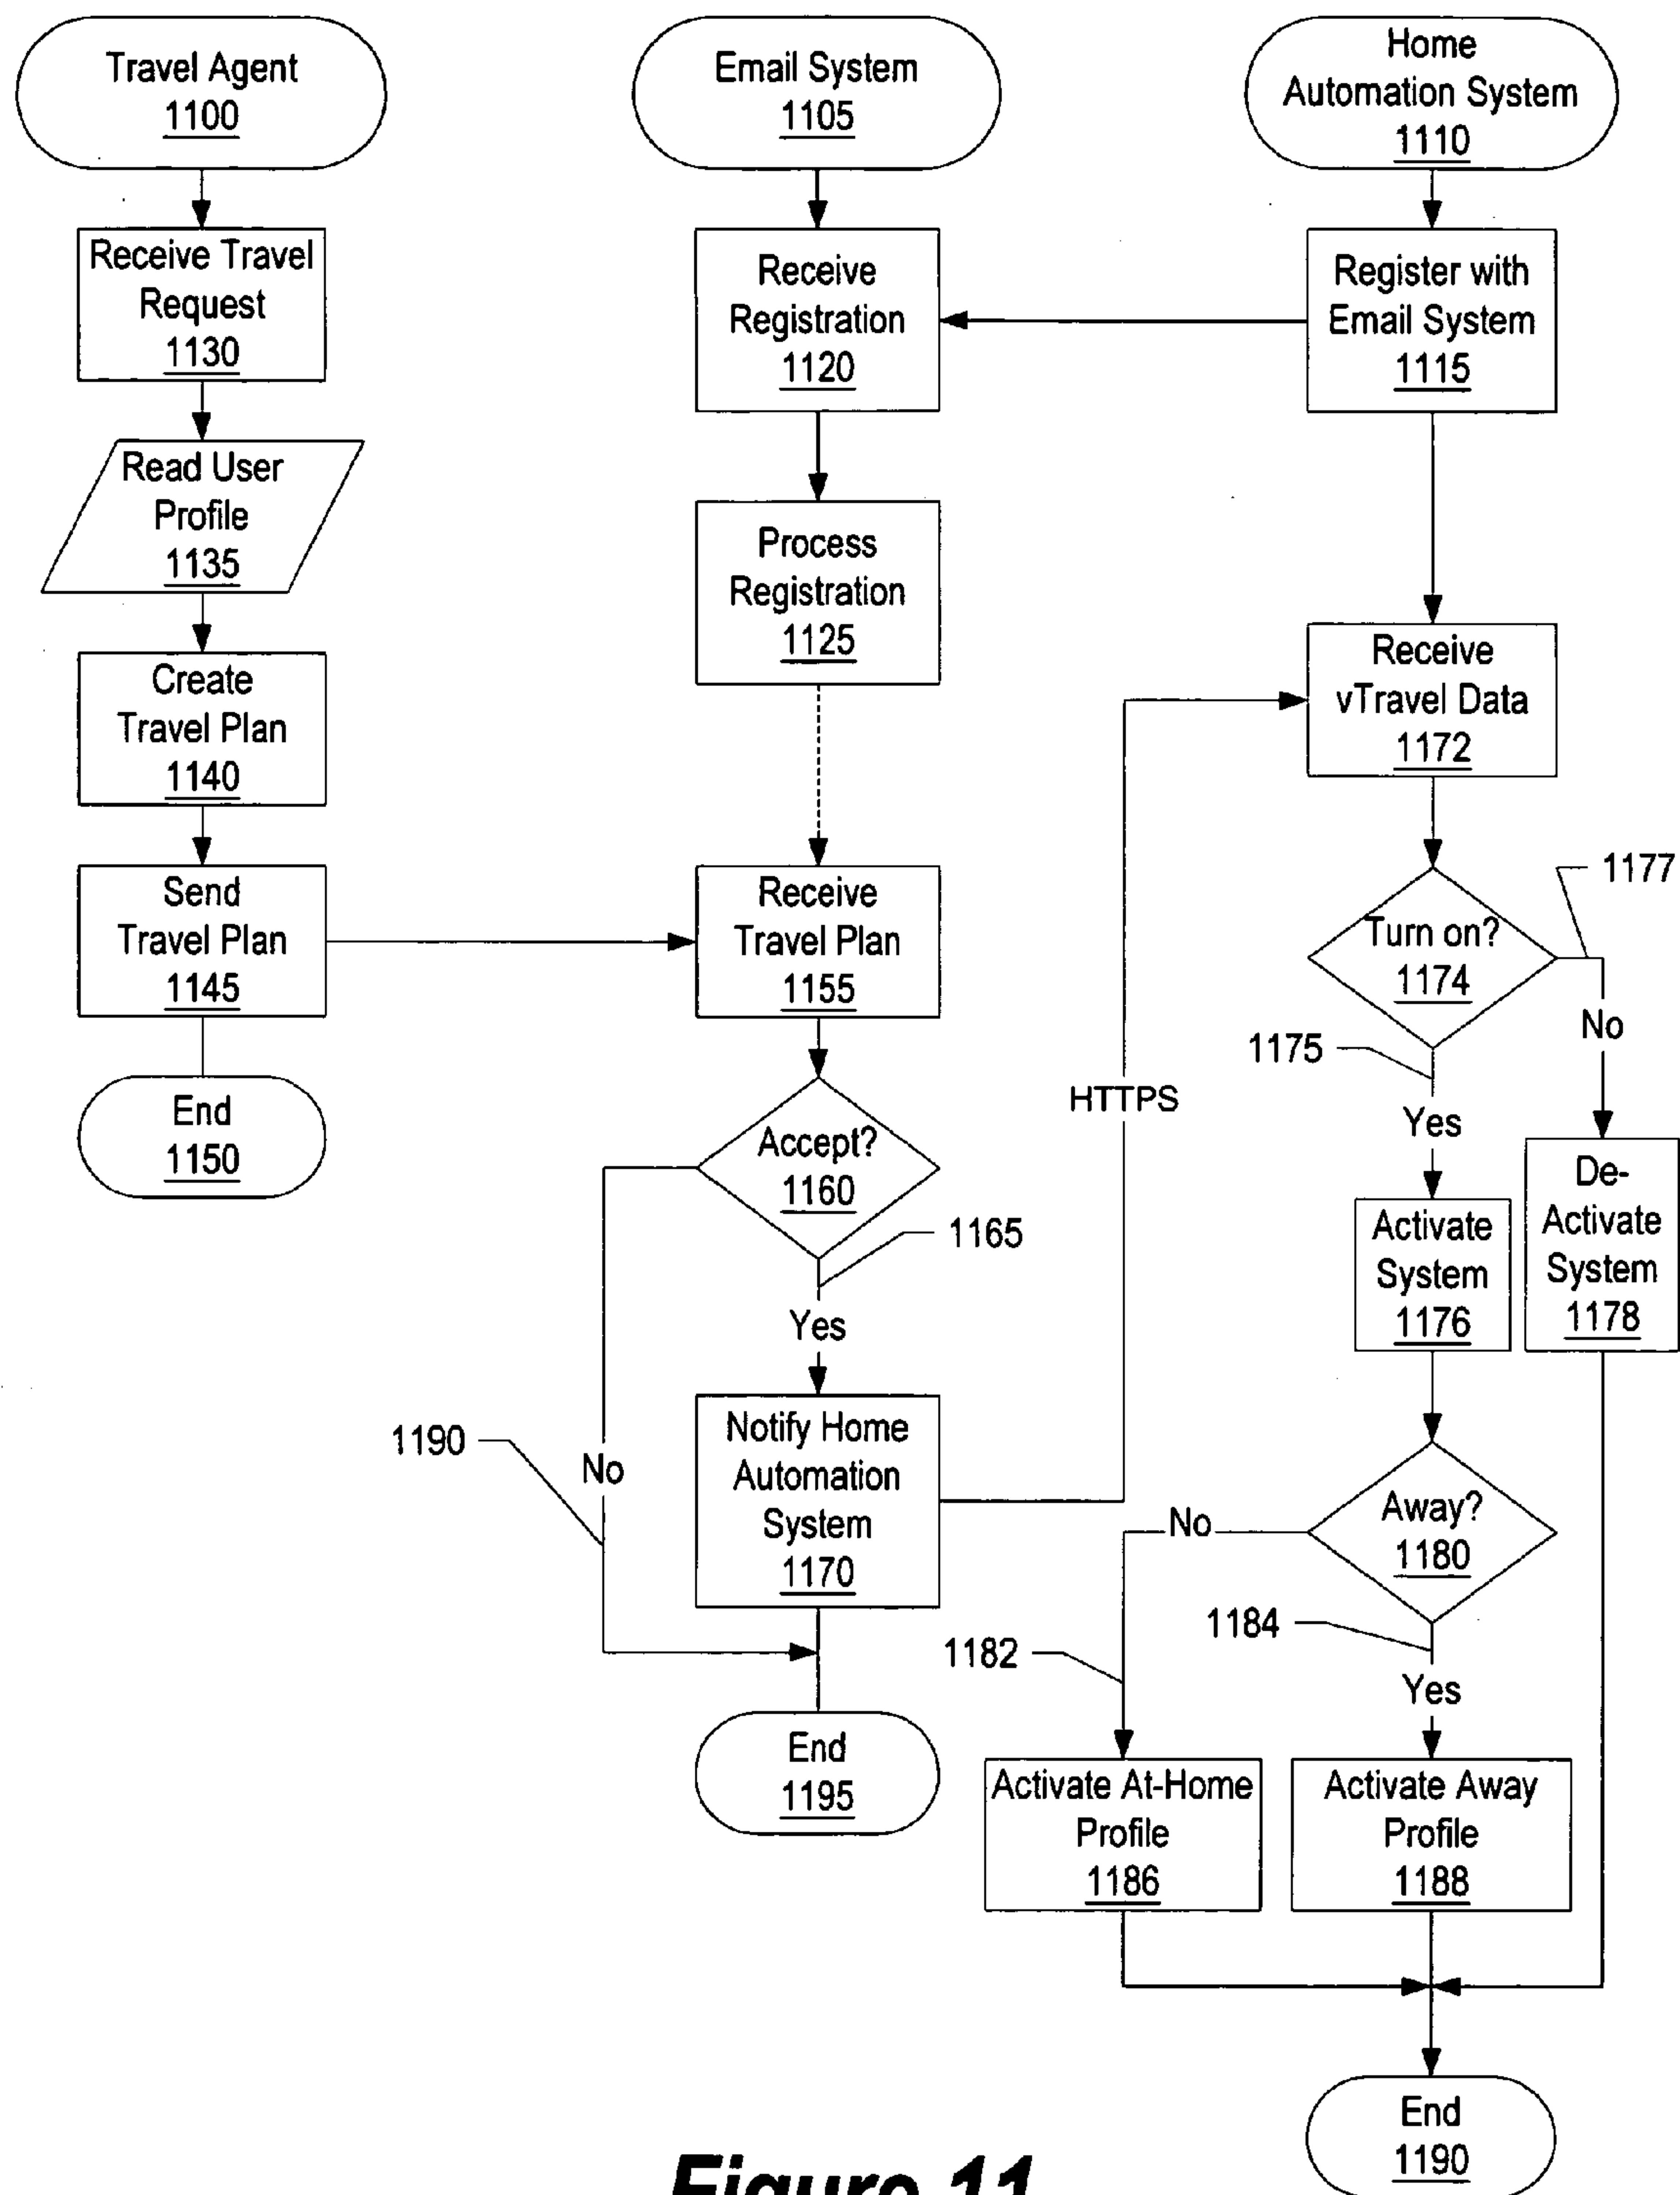 Travel Agent
1100
Email System
1105
Home
Automation System
1110
Receive Travel
Request
1130
Receive
Registration
1120
Register with
Email System
1115
Read User
Profile
1135
Process
Registration
1125
Create
Travel Plan
1140
Receive
vTravel Data
1172
Send
Travel Plan
1145
Receive
Travel Plan
1155
Turn on?
1174
1177
No
1175
Yes
HTTPS
End
1150
Accept?
1160
1165
Yes
De-
Activate
System
1178
Activate
System
1176
1190
No
Notify Home
Automation
System
1170
Away?
1180
No
1184
1182
Yes
End
1195
Activate At-Home
Profile
1186
Activate Away
Profile
1188
End
1190
Figure 11